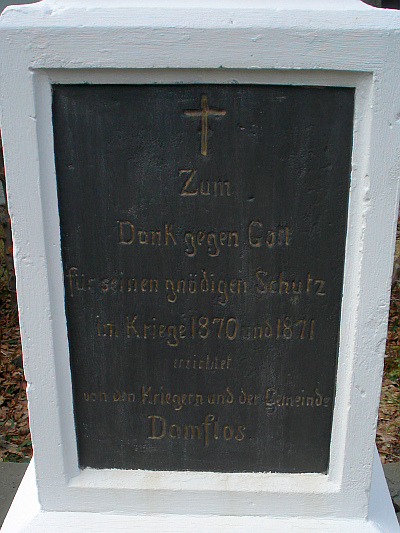 Zum
Dank gegen Gott
für seinen gnädigen Schutz
im Kriege 1870 und 1871
errichtet
von den Kriegern und der Gemeinde
Damflos